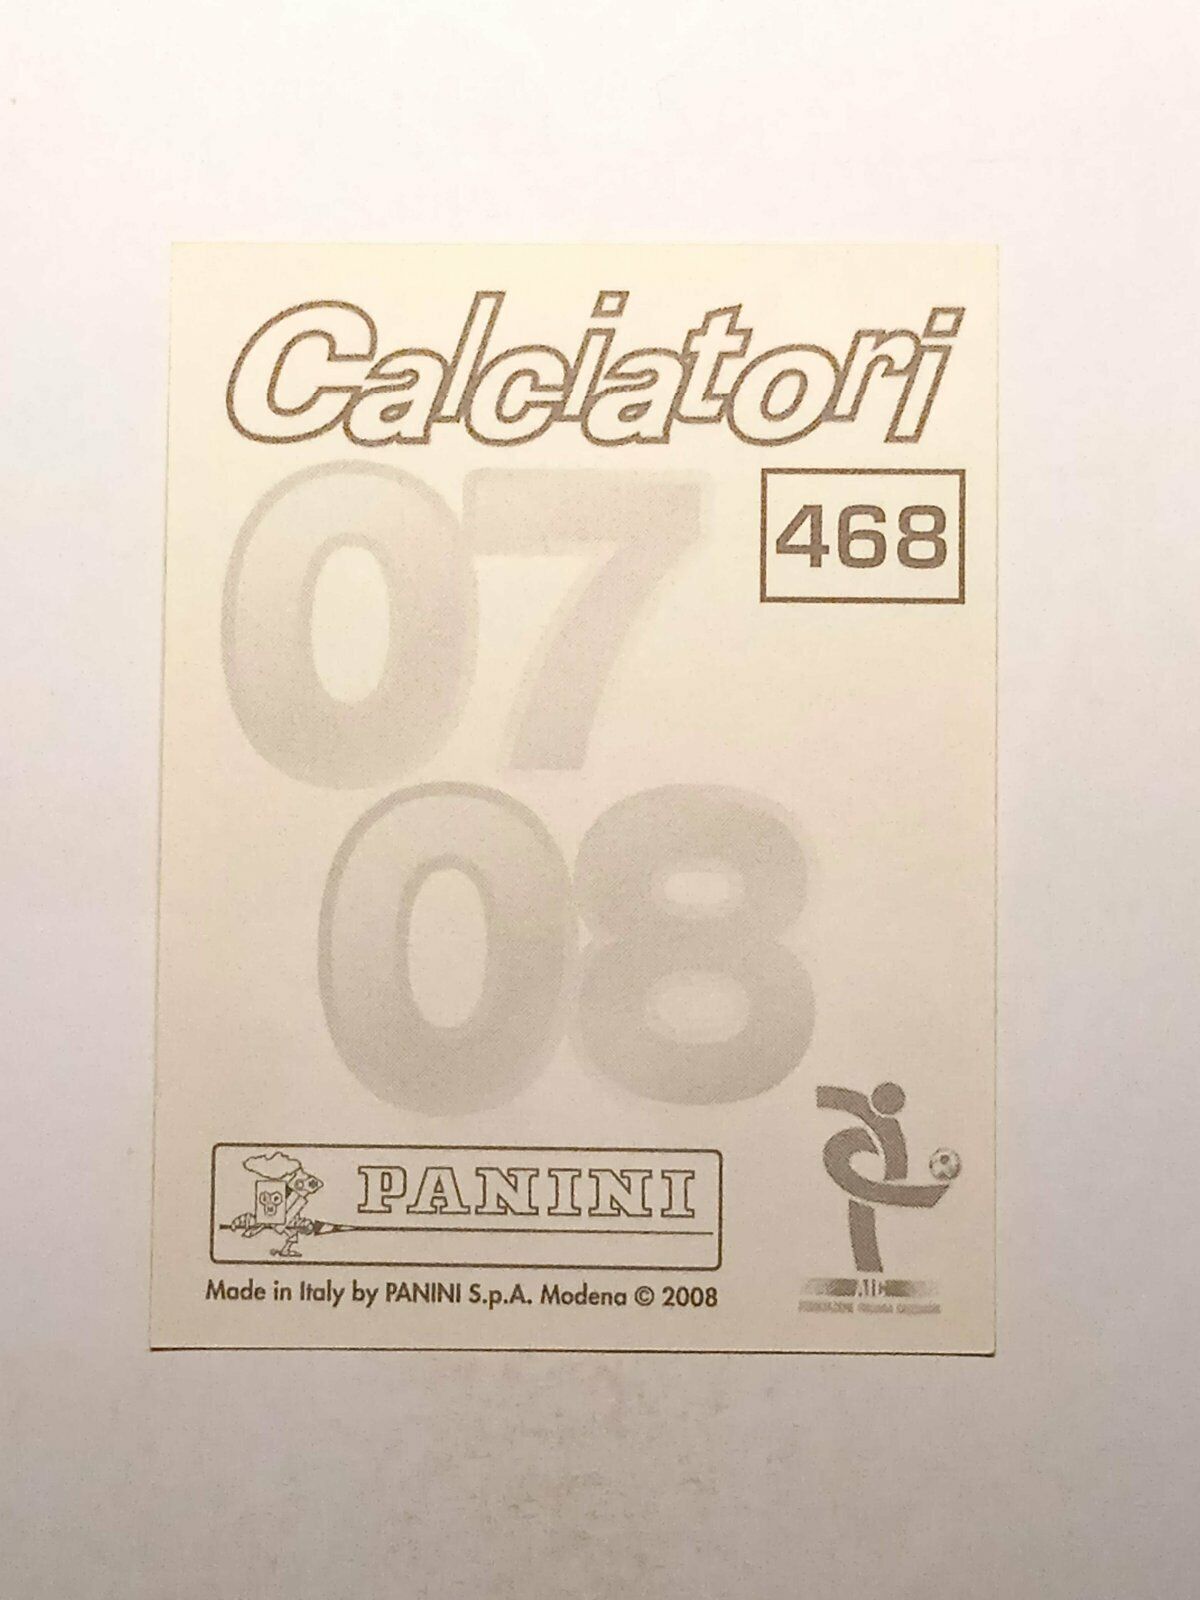 Calciatori
07
468
08
PANINI
Made in Italy by PANINI S.p.A. Modena © 2008